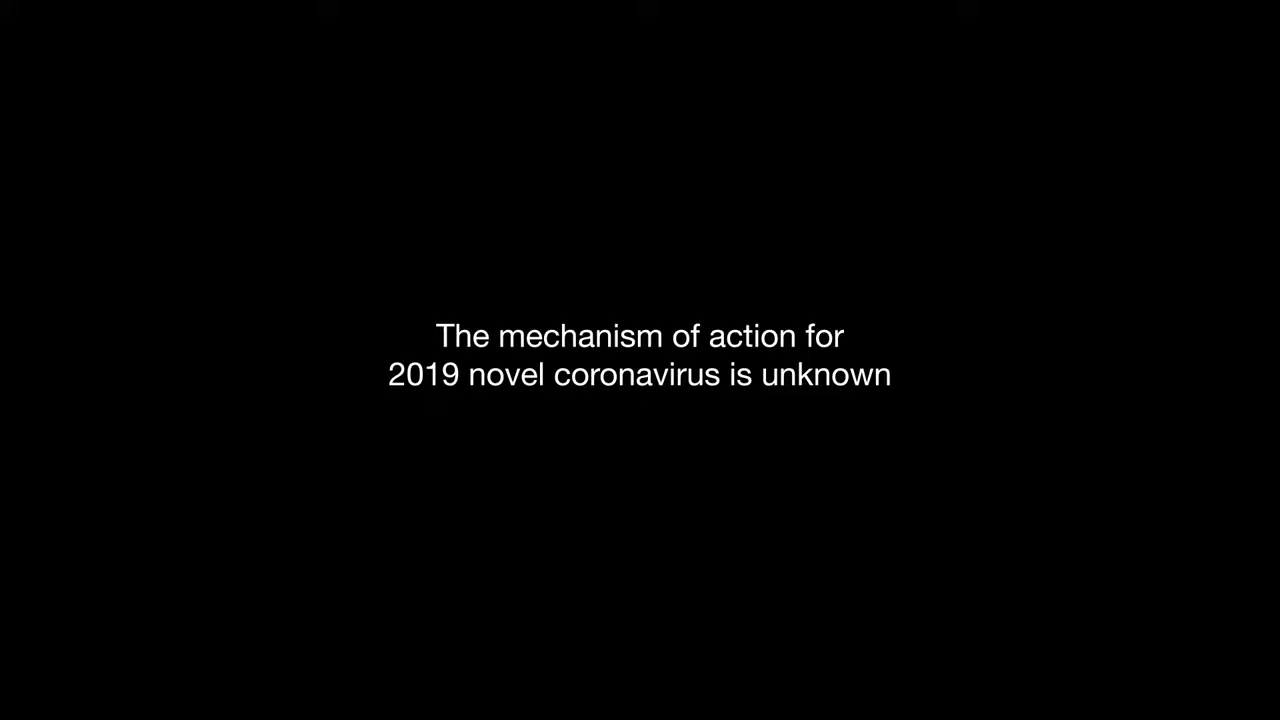 The mechanism of action for
2019 novel coronavirus is unknown